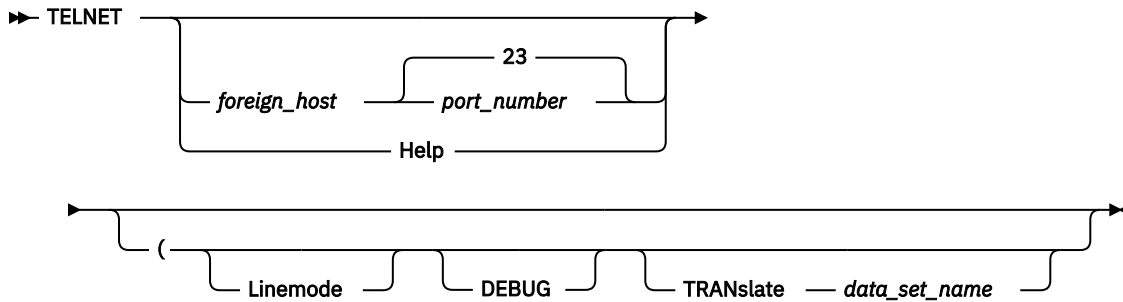 TELNET
23
foreign_host port_number
Help
(
Linemode DEBUG TRANslate data_set_name